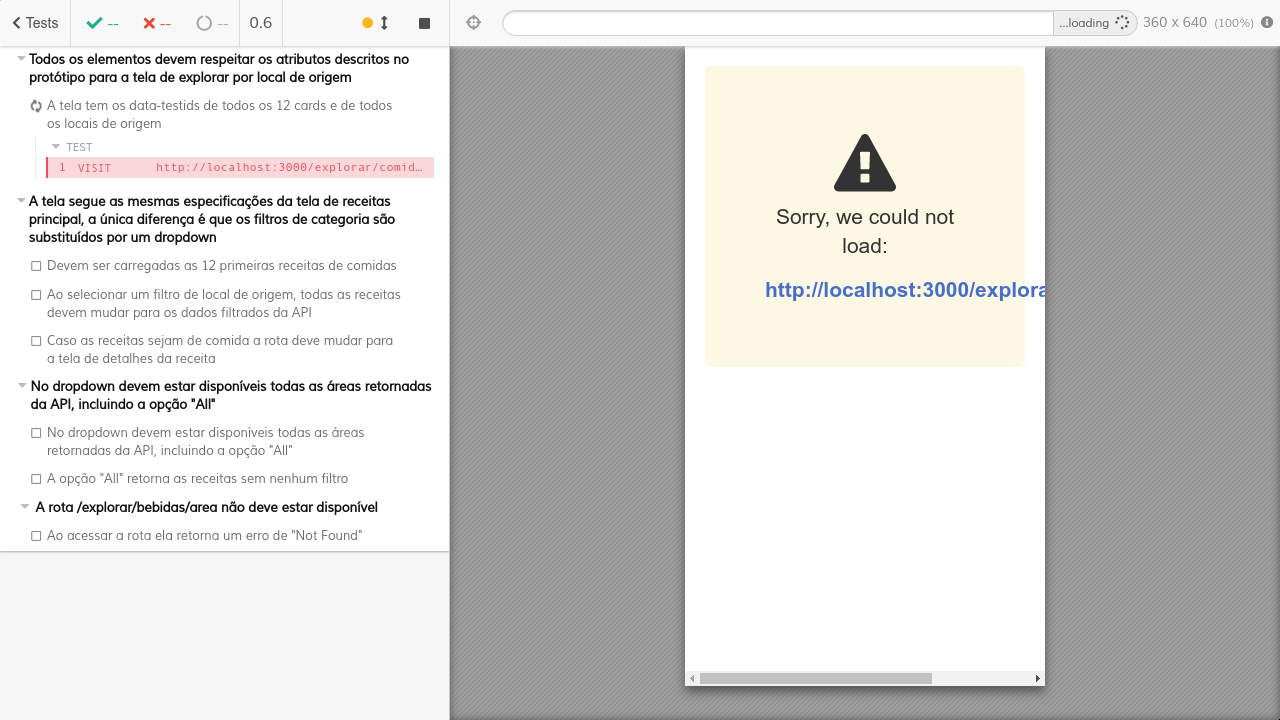 Tests
--
--
--
0.6
...loading
360 x 640 (100%)
Todos os elementos devem respeitar os atributos descritos no
protótipo para a tela de explorar por local de origem
A tela tem os data-testids de todos os 12 cards e de todos
os locais de origem
TEST
1 VISIT http://localhost:3000/explorar/comid…
A tela segue as mesmas especificações da tela de receitas
principal, a única diferença é que os filtros de categoria são
substituídos por um dropdown
Devem ser carregadas as 12 primeiras receitas de comidas
Ao selecionar um filtro de local de origem, todas as receitas
devem mudar para os dados filtrados da API
Caso as receitas sejam de comida a rota deve mudar para
a tela de detalhes da receita
No dropdown devem estar disponíveis todas as áreas retornadas
da API, incluindo a opção "All"
No dropdown devem estar disponíveis todas as áreas
retornadas da API, incluindo a opção "All"
A opção "All" retorna as receitas sem nenhum filtro
A rota /explorar/bebidas/area não deve estar disponível
Ao acessar a rota ela retorna um erro de "Not Found"
Sorry, we could not
load:
http://localhost:3000/explora